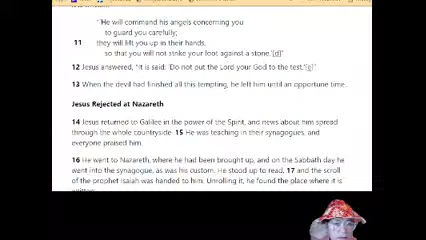 "'He will command his angels concerning you
to guard you carefully;
11 they will lift you up in their hands,
so that you will not strike your foot against a stone.'[d]"
12 Jesus answered, "It is said: 'Do not put the Lord your God to the test.'[e]"
13 When the devil had finished all this tempting, he left him until an opportune time.
Jesus Rejected at Nazareth
14 Jesus returned to Galilee in the power of the Spirit, and news about him spread
through the whole countryside. 15 He was teaching in their synagogues, and
everyone praised him.
16 He went to Nazareth, where he had been brought up, and on the Sabbath day he
went into the synagogue, as was his custom. He stood up to read, 17 and the scroll
of the prophet Isaiah was handed to him. Unrolling it, he found the place where it is